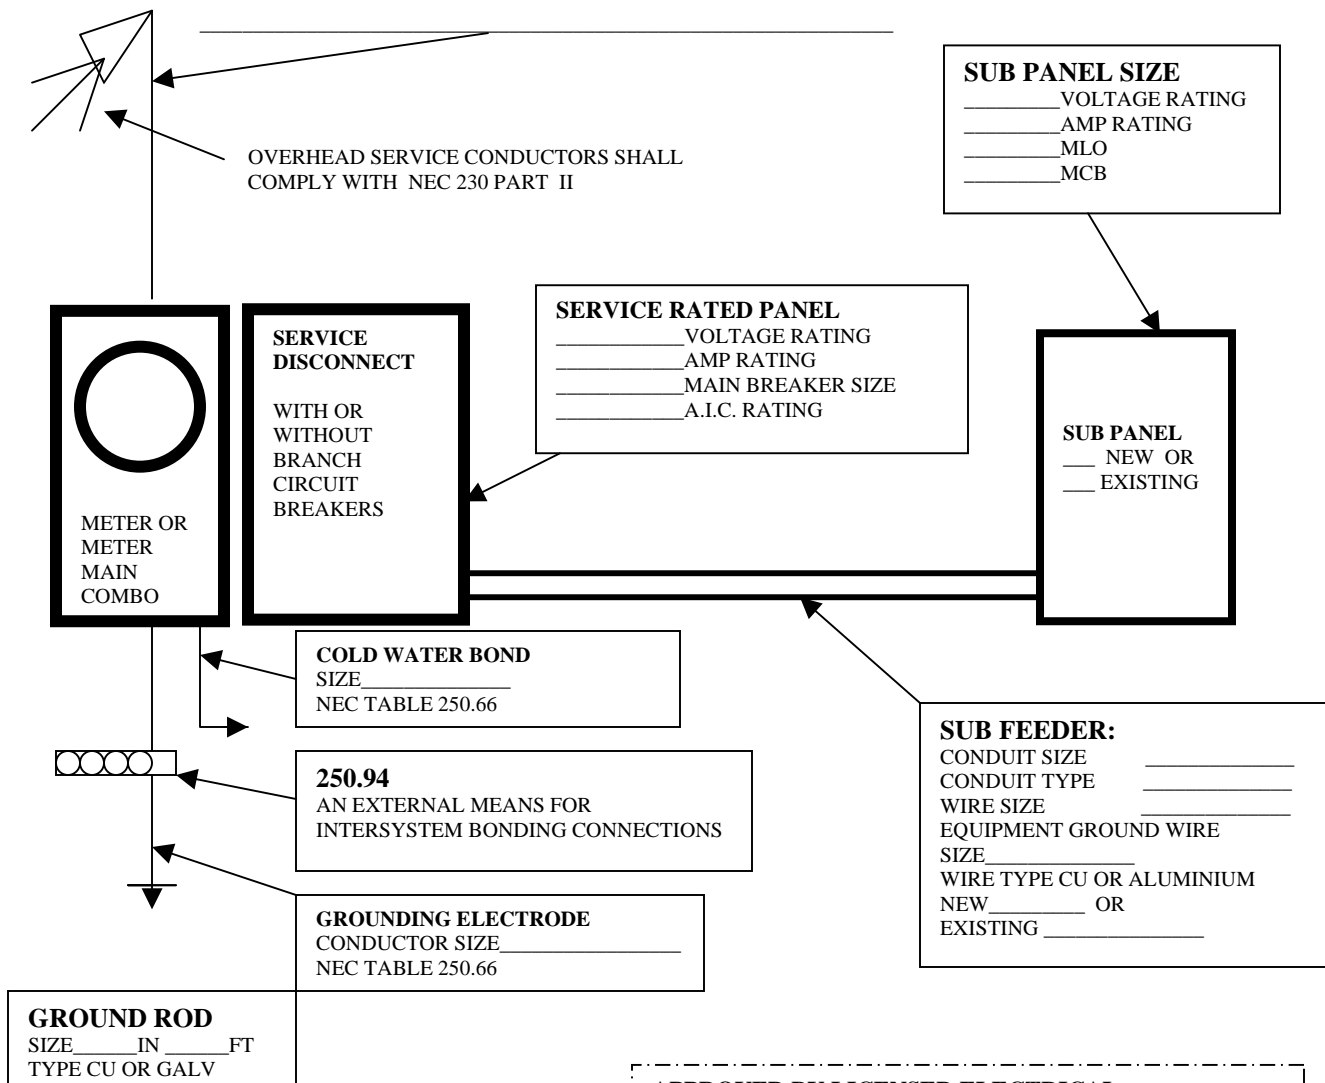 ____________________________________________________________
SUB PANEL SIZE
_________VOLTAGE RATING
_________AMP RATING
_________MLO
_________MCB
OVERHEAD SERVICE CONDUCTORS SHALL
COMPLY WITH NEC 230 PART II
SERVICE RATED PANEL
____________VOLTAGE RATING
____________AMP RATING
____________MAIN BREAKER SIZE
____________A.I.C. RATING
SERVICE
DISCONNECT
WITH OR
WITHOUT
BRANCH
CIRCUIT
BREAKERS
SUB PANEL
___ NEW OR
___ EXISTING
METER OR
METER
MAIN
COMBO
COLD WATER BOND
SIZE______________
NEC TABLE 250.66
250.94
AN EXTERNAL MEANS FOR
INTERSYSTEM BONDING CONNECTIONS
SUB FEEDER:
CONDUIT SIZE ______________
CONDUIT TYPE ______________
WIRE SIZE ______________
EQUIPMENT GROUND WIRE
SIZE______________
WIRE TYPE CU OR ALUMINIUM
NEW_________ OR
EXISTING _______________
GROUNDING ELECTRODE
CONDUCTOR SIZE_________________
NEC TABLE 250.66
GROUND ROD
SIZE______IN ______FT
TYPE CU OR GALV
APPROVED BY LICENSED ELECTRICAL